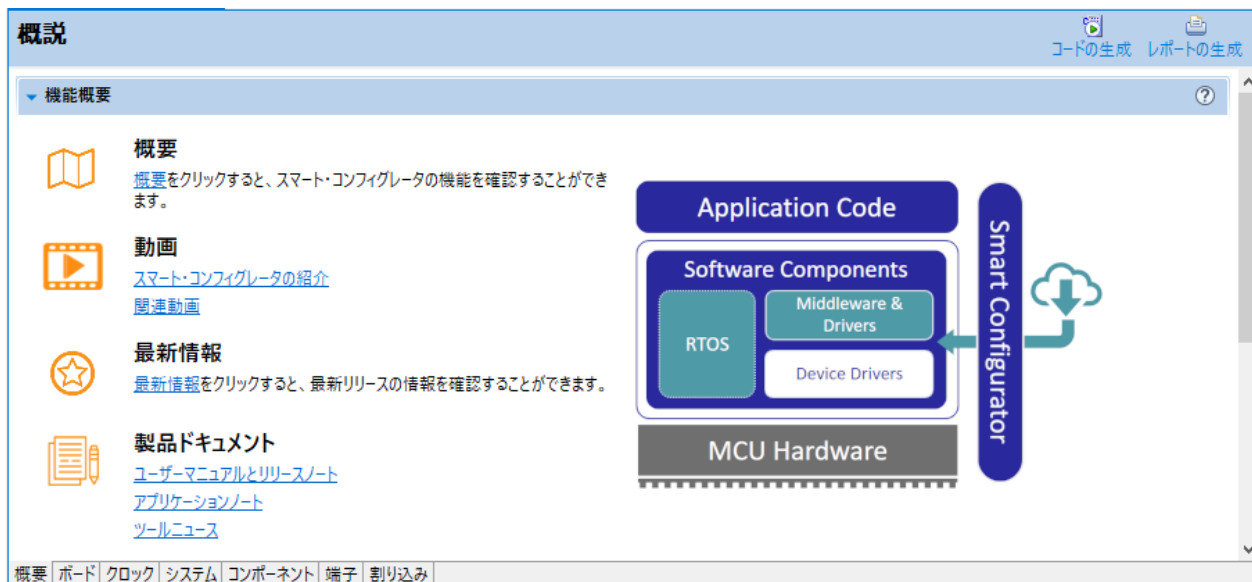 概説
コードの生成 レポートの生成
機能概要
概要
概要をクリックすると、スマート・コンフィグレータの機能を確認することができ
ます。
動画
スマート・コンフィグレータの紹介
関連動画
最新情報
最新情報をクリックすると、最新リリースの情報を確認することができます。
製品ドキュメント
ユーザーマニュアルとリリースノート
アプリケーションノート
ツールニュース
Application Code
Software Components
RTOS
Middleware &
Drivers
Device Drivers
MCU Hardware
Smart Configurator
概要 ボード クロック システム コンポーネント 端子 割り込み